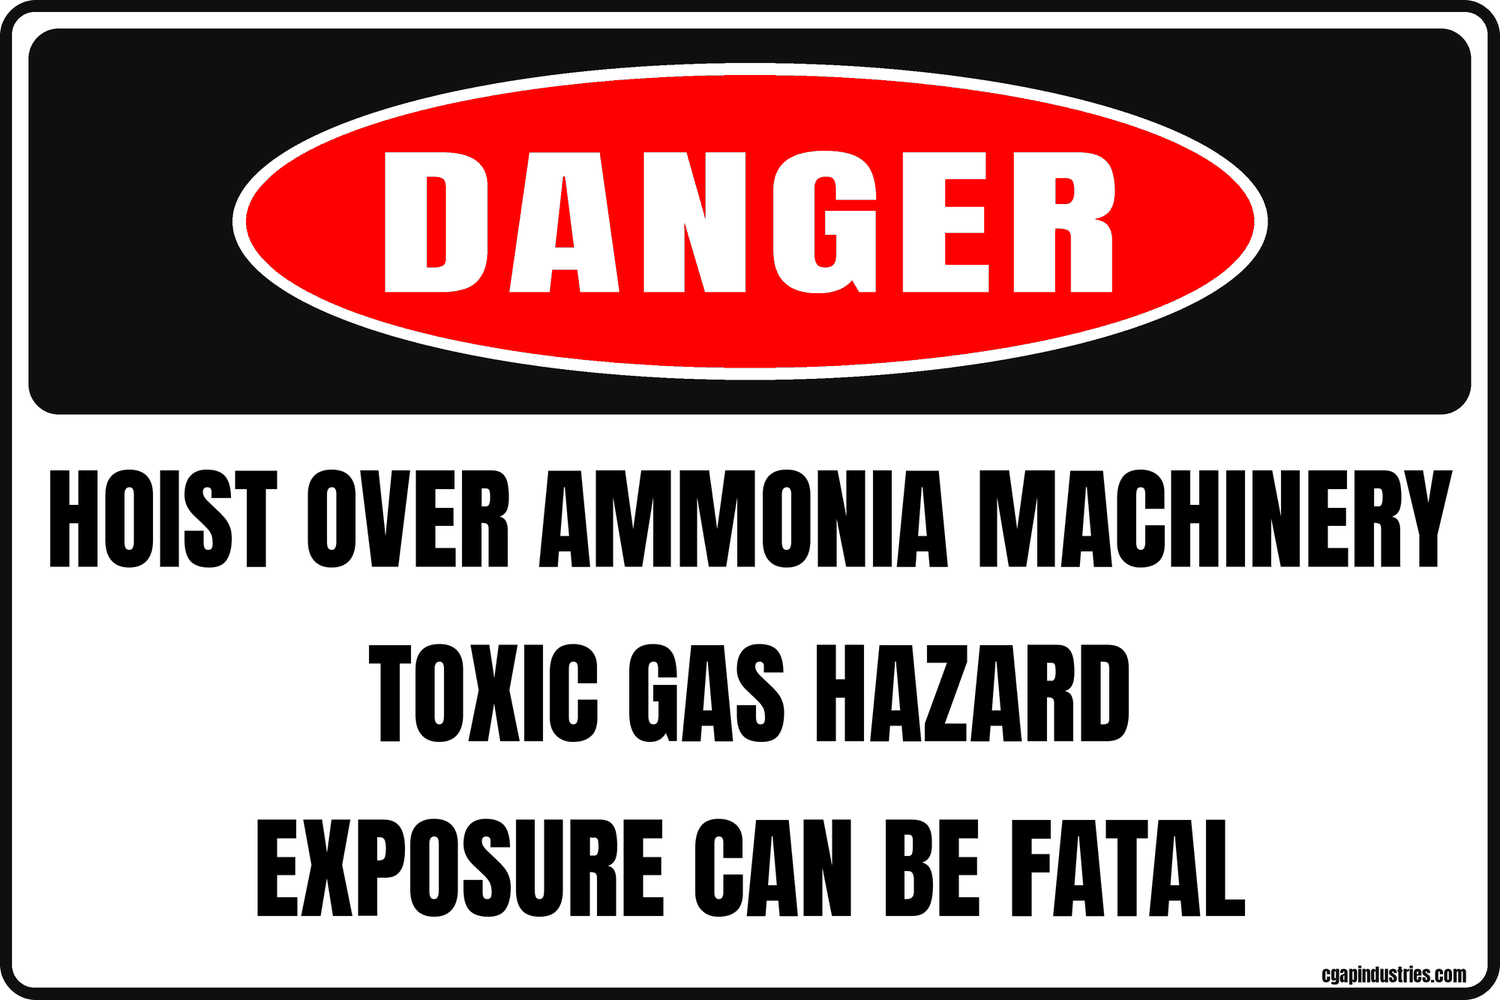 DANGER
HOIST OVER AMMONIA MACHINERY
TOXIC GAS HAZARD
EXPOSURE CAN BE FATAL
cgapindustries.com